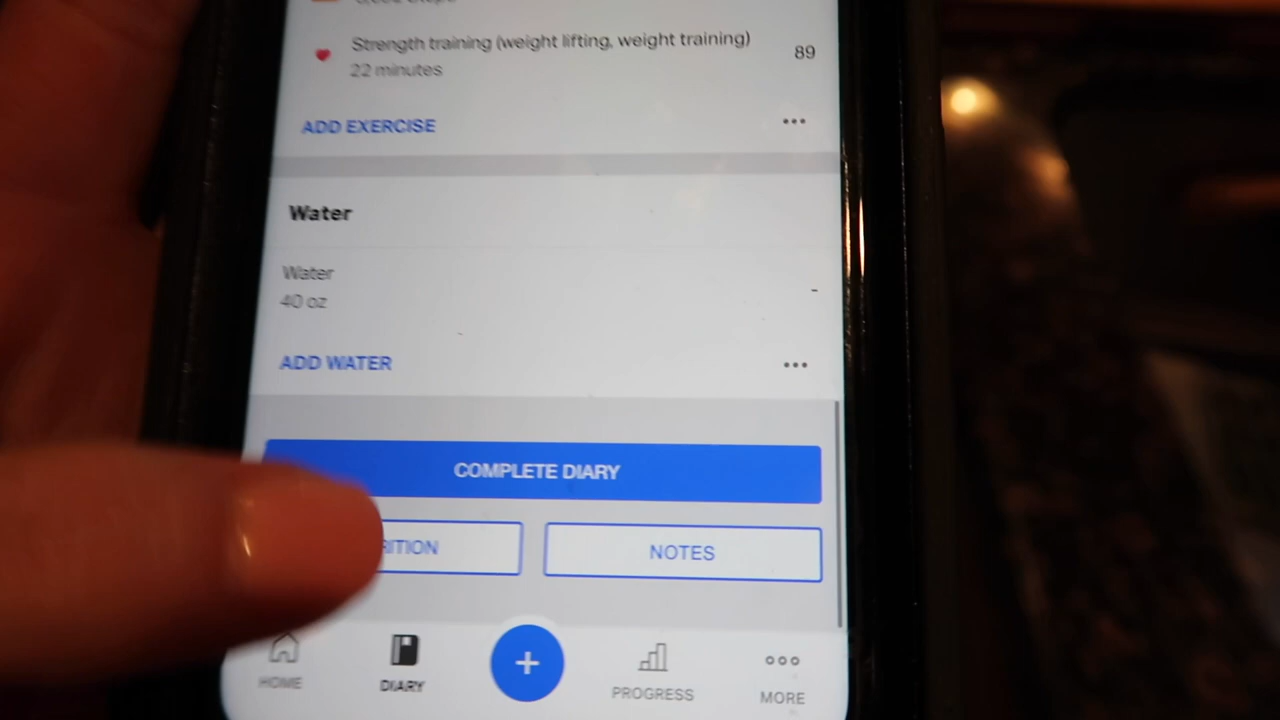 Strength training (weight lifting, weight training)
89
22 minutes
ADD EXERCISE
Water
Water
40 oz
-
ADD WATER
COMPLETE DIARY
RITION
NOTES
HOME
DIARY
PROGRESS
MORE